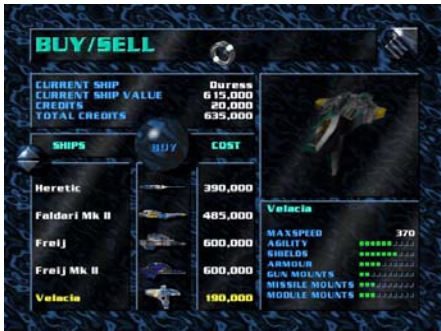 BUY/SELL
CURRENT SHIP Duress
CURRENT SHIP VALUE 615,000
CREDITS 20,000
TOTAL CREDITS 635,000
SHIPS BUY COST
Heretic 390,000
Faldari Mk II 485,000
Freij 600,000
Freij Mk II 600,000
Velacia 190,000
Velacia
MAXSPEED 370
AGILITY
SHIELDS
ARMOUR
GUN MOUNTS
MISSILE MOUNTS
MODULE MOUNTS